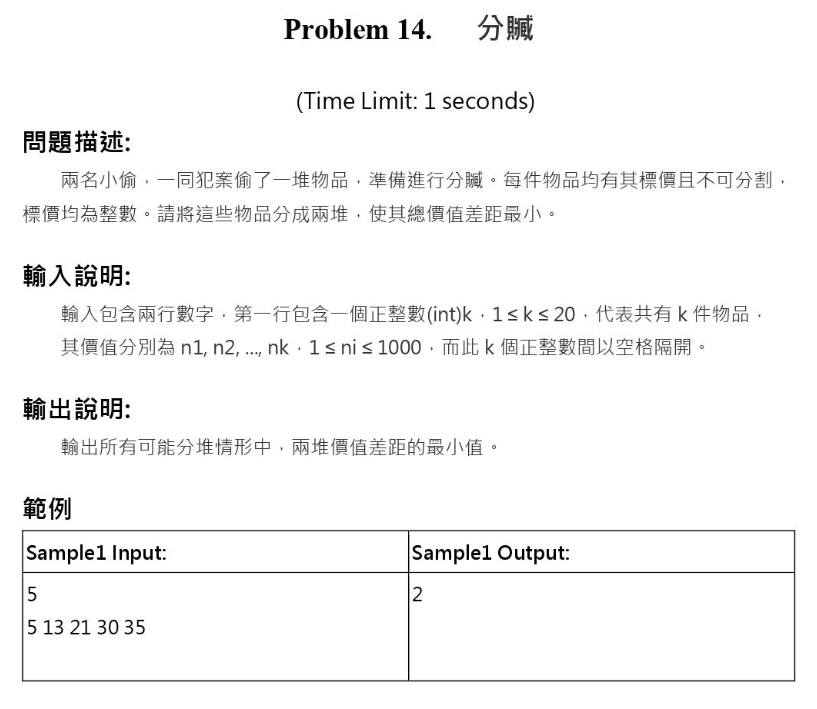 Problem 14. 分贓
(Time Limit: 1 seconds)
問題描述:
兩名小偷，一同犯案偷了一堆物品，準備進行分贓。每件物品均有其標價且不可分割，
標價均為整數。請將這些物品分成兩堆，使其總價值差距最小。
輸入說明:
輸入包含兩行數字，第一行包含一個正整數(int)k，1 ≤ k ≤ 20，代表共有 k 件物品，
其價值分別為 n1, n2, ..., nk，1 ≤ ni ≤ 1000，而此 k 個正整數間以空格隔開。
輸出說明:
輸出所有可能分堆情形中，兩堆價值差距的最小值。
範例
Sample1 Input: Sample1 Output:
5 2
5 13 21 30 35